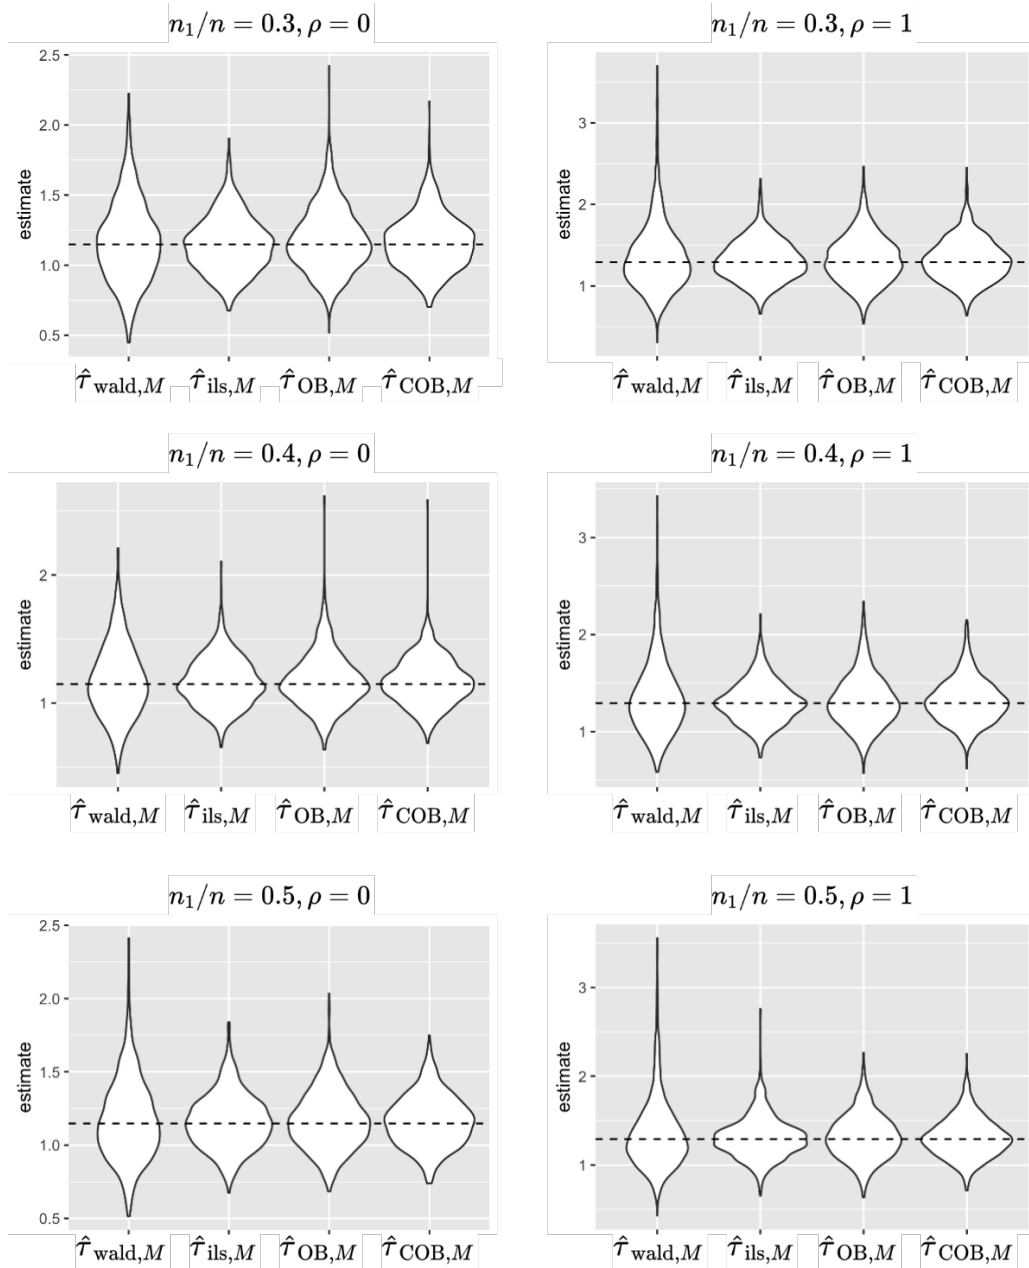 n₁/n = 0.3, ρ = 0
2.5
2.0
1.5
1.0
0.5
estimate
τ̂wald,M τ̂ils,M τ̂OB,M τ̂COB,M
n₁/n = 0.3, ρ = 1
3
2
1
estimate
τ̂wald,M τ̂ils,M τ̂OB,M τ̂COB,M
n₁/n = 0.4, ρ = 0
2
1
estimate
τ̂wald,M τ̂ils,M τ̂OB,M τ̂COB,M
n₁/n = 0.4, ρ = 1
3
2
1
estimate
τ̂wald,M τ̂ils,M τ̂OB,M τ̂COB,M
n₁/n = 0.5, ρ = 0
2.5
2.0
1.5
1.0
0.5
estimate
τ̂wald,M τ̂ils,M τ̂OB,M τ̂COB,M
n₁/n = 0.5, ρ = 1
3
2
1
estimate
τ̂wald,M τ̂ils,M τ̂OB,M τ̂COB,M